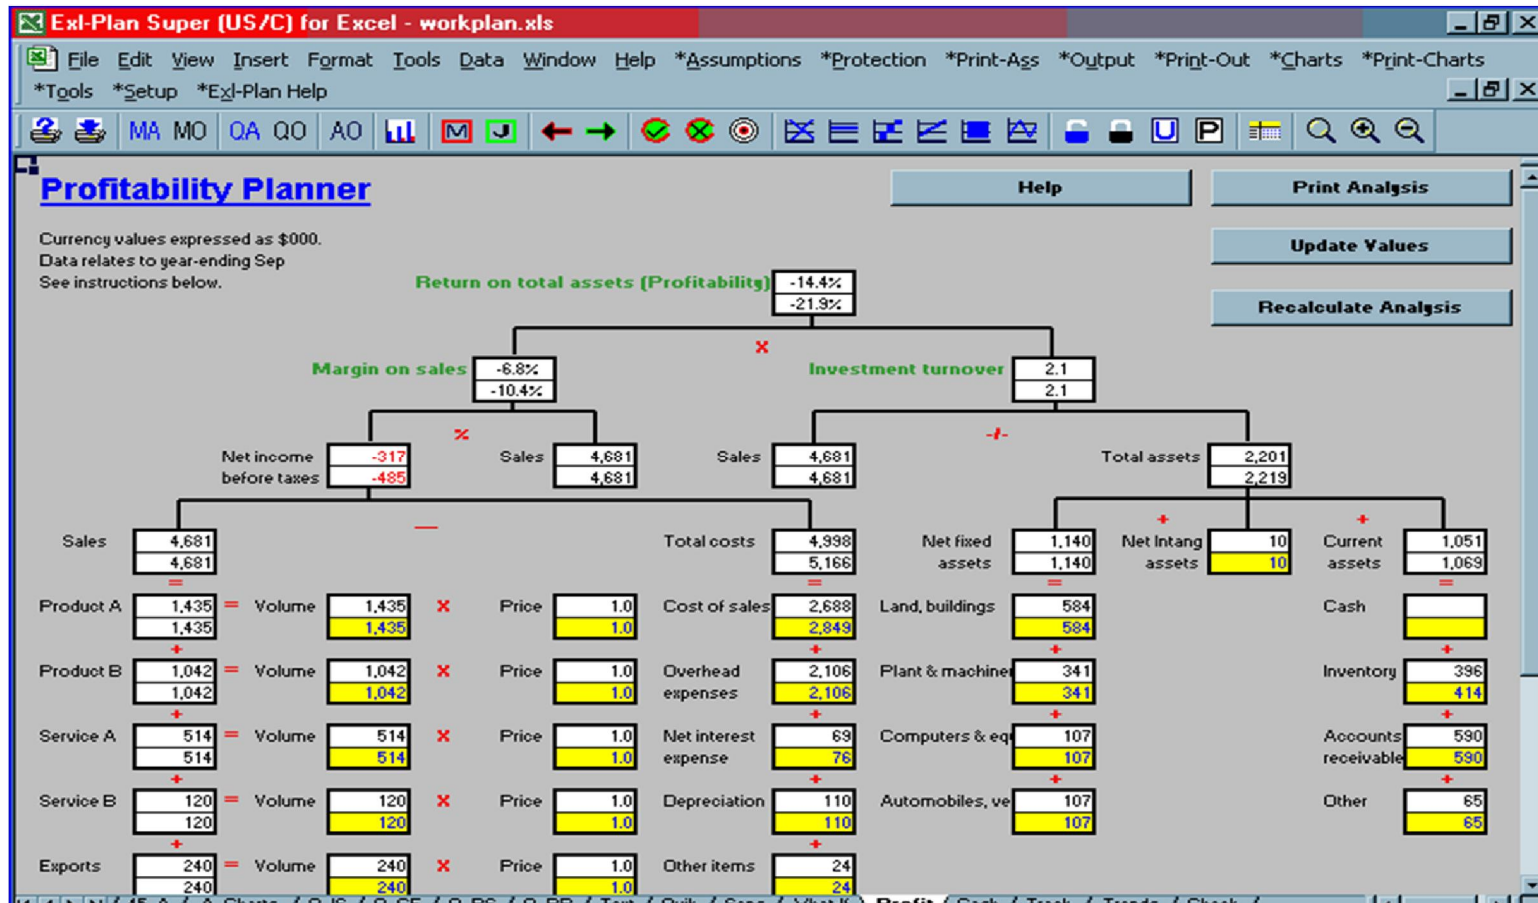 Exl-Plan Super (US/C) for Excel - workplan.xls
File Edit View Insert Format Tools Data Window Help *Assumptions *Protection *Print-Ass *Output *Print-Out *Charts *Print-Charts
*Tools *Setup *Exl-Plan Help
MA MO QA QO AO M J U P
Profitability Planner Help Print Analysis
Currency values expressed as $000.
Data relates to year-ending Sep Update Values
See instructions below. Return on total assets (Profitability) -14.4%
-21.9% Recalculate Analysis
x
Margin on sales -6.8% Investment turnover 2.1
-10.4% 2.1
% -/-
Net income -317 Sales 4,681 Sales 4,681 Total assets 2,201
before taxes -485 4,681 4,681 2,219
— + +
Sales 4,681 Total costs 4,998 Net fixed 1,140 Net Intang 10 Current 1,051
4,681 5,166 assets 1,140 assets 10 assets 1,069
= = = =
Product A 1,435 = Volume 1,435 x Price 1.0 Cost of sales 2,688 Land, buildings 584 Cash
1,435 1,435 1.0 2,849 584
+ + + +
Product B 1,042 = Volume 1,042 x Price 1.0 Overhead 2,106 Plant & machine 341 Inventory 396
1,042 1,042 1.0 expenses 2,106 341 414
+ + + +
Service A 514 = Volume 514 x Price 1.0 Net interest 69 Computers & eq 107 Accounts 590
514 514 1.0 expense 76 107 receivable 590
+ + + +
Service B 120 = Volume 120 x Price 1.0 Depreciation 110 Automobiles, ve 107 Other 65
120 120 1.0 110 107 65
+ +
Exports 240 = Volume 240 x Price 1.0 Other items 24
240 240 1.0 24
Profit